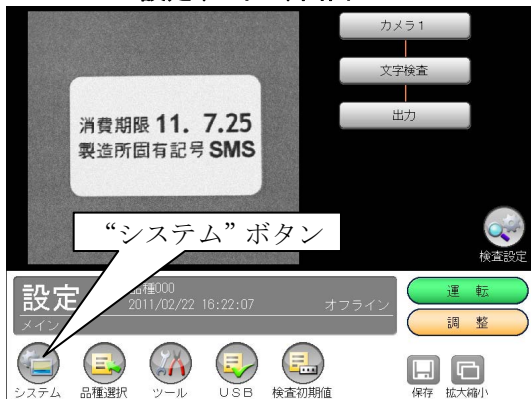 カメラ1
文字検査
出力
消費期限 11. 7.25
製造所固有記号 SMS
“システム” ボタン
検査設定
設定
品種000
2011/02/22 16:22:07
オフライン
メイン
運 転
調 整
システム
品種選択
ツール
USB
検査初期値
保存
拡大縮小